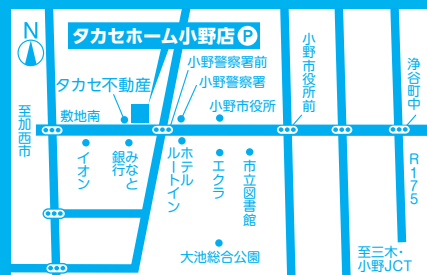 N
タカセホーム小野店 P
タカセ不動産
小野警察署前
小野警察署
小野市役所
小野市役所前
浄谷町中
至加西市
敷地南
イオン
みなと
銀行
ホテル
ルートイン
エクラ
市立図書館
R175
大池総合公園
至三木・
小野JCT